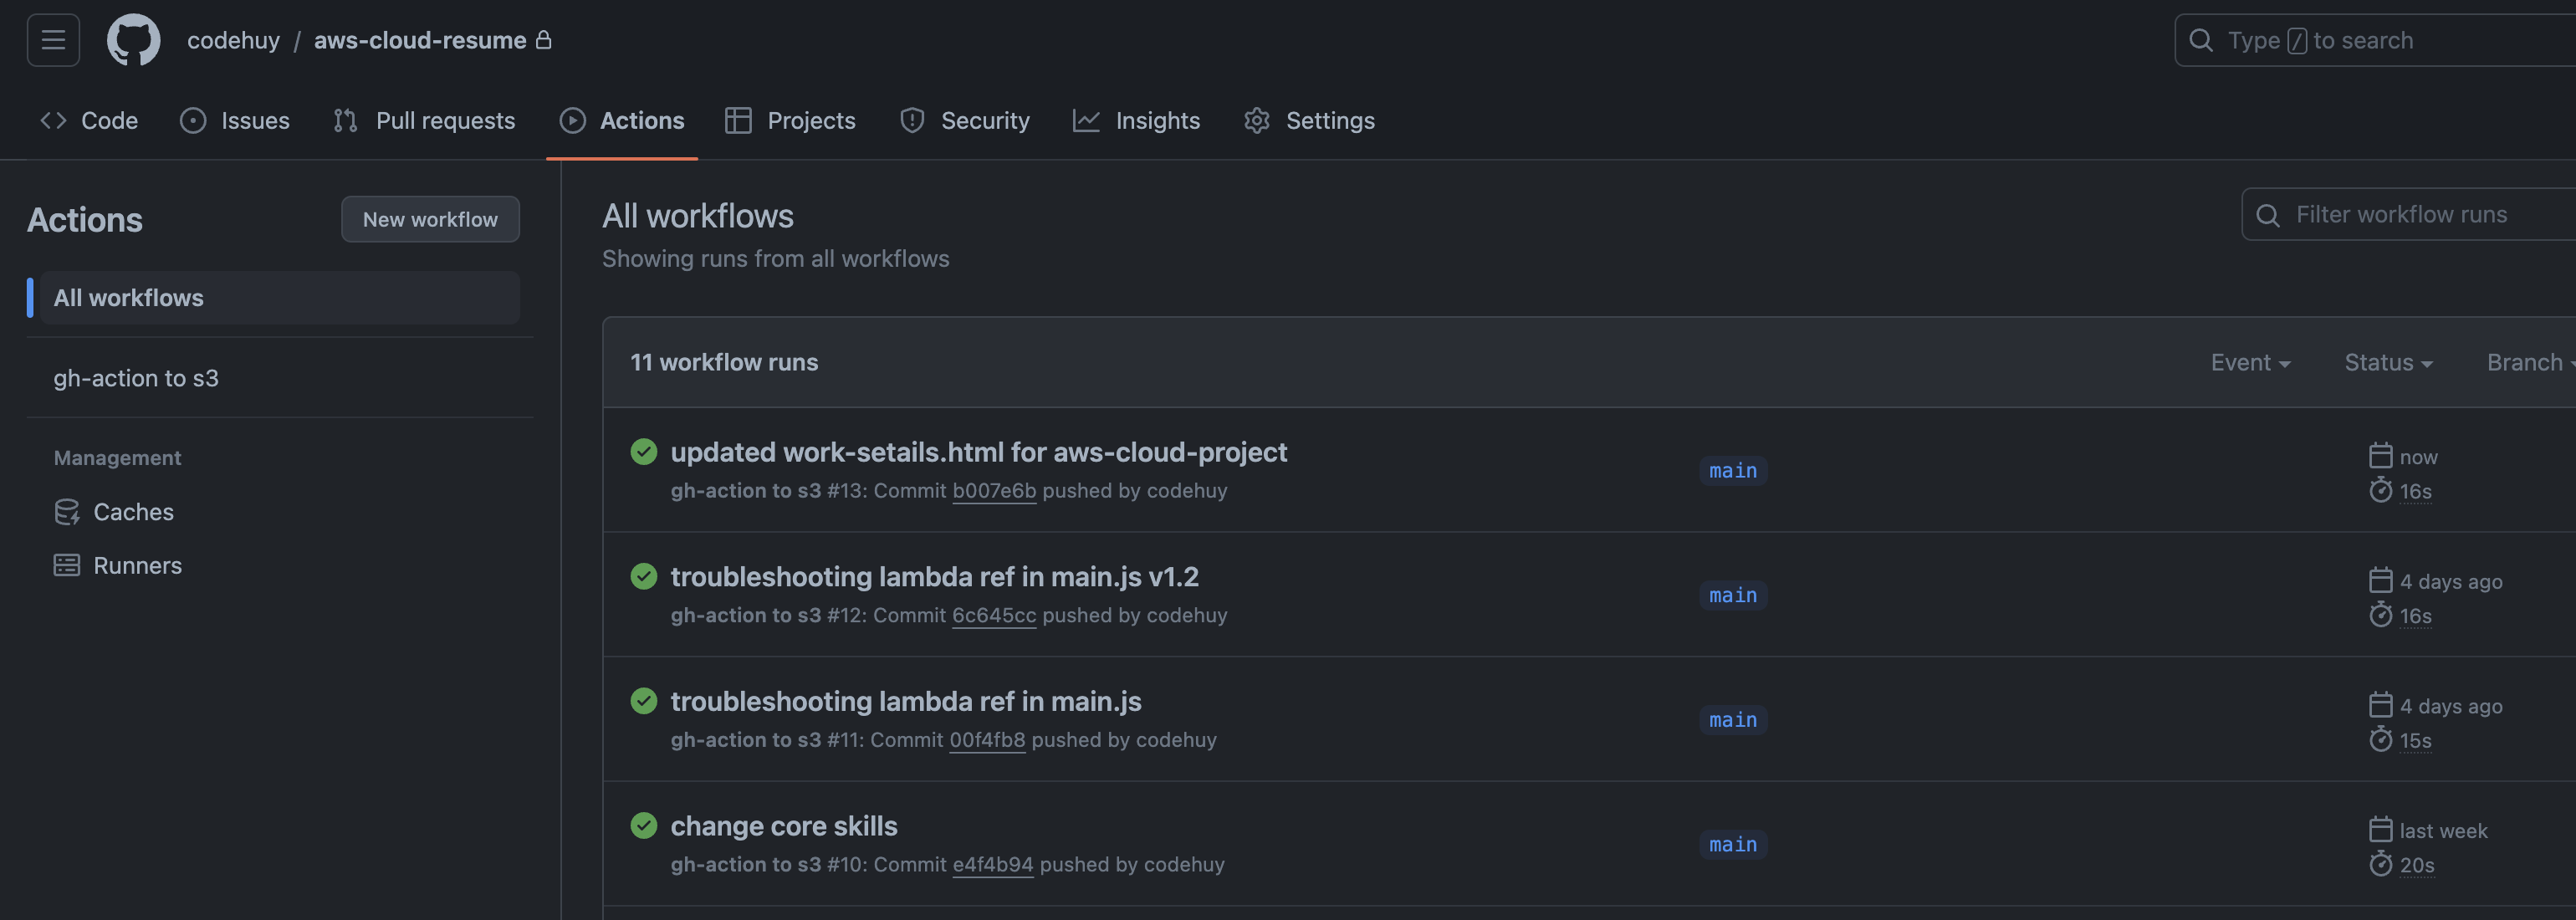 codehuy / aws-cloud-resume
Type / to search
Code Issues Pull requests Actions Projects Security Insights Settings
Actions
New workflow
All workflows
gh-action to s3
Management
Caches
Runners
All workflows
Showing runs from all workflows
Filter workflow runs
11 workflow runs
Event Status Branch
updated work-setails.html for aws-cloud-project
gh-action to s3 #13: Commit b007e6b pushed by codehuy
main
now
16s
troubleshooting lambda ref in main.js v1.2
gh-action to s3 #12: Commit 6c645cc pushed by codehuy
main
4 days ago
16s
troubleshooting lambda ref in main.js
gh-action to s3 #11: Commit 00f4fb8 pushed by codehuy
main
4 days ago
15s
change core skills
gh-action to s3 #10: Commit e4f4b94 pushed by codehuy
main
last week
20s